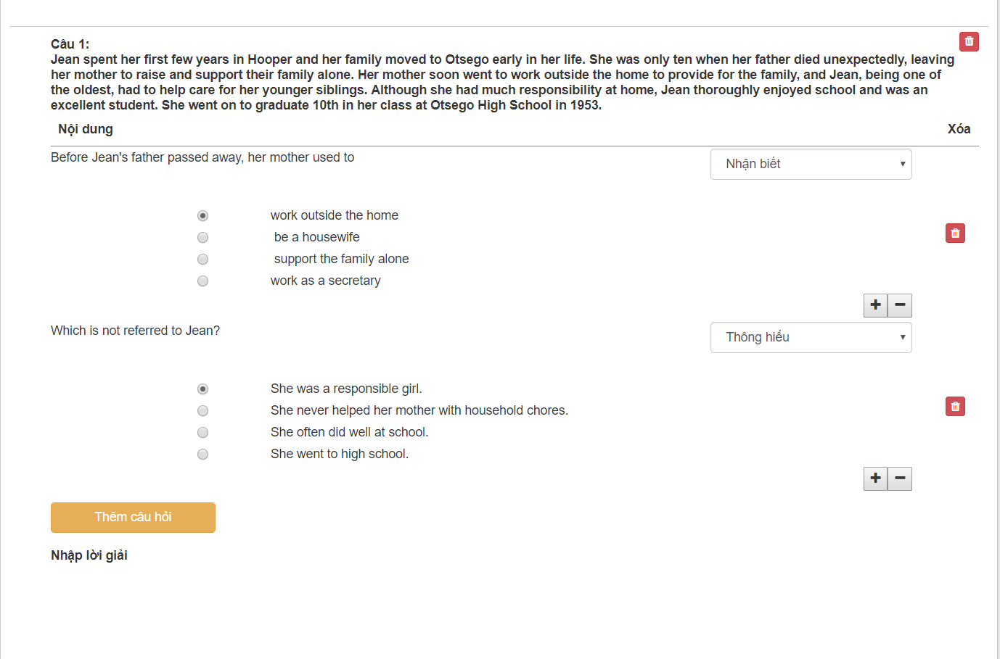 Câu 1:
Jean spent her first few years in Hooper and her family moved to Otsego early in her life. She was only ten when her father died unexpectedly, leaving
her mother to raise and support their family alone. Her mother soon went to work outside the home to provide for the family, and Jean, being one of
the oldest, had to help care for her younger siblings. Although she had much responsibility at home, Jean thoroughly enjoyed school and was an
excellent student. She went on to graduate 10th in her class at Otsego High School in 1953.
Nội dung Xóa
Before Jean's father passed away, her mother used to Nhận biết
work outside the home
be a housewife
support the family alone
work as a secretary
Which is not referred to Jean? Thông hiểu
She was a responsible girl.
She never helped her mother with household chores.
She often did well at school.
She went to high school.
Thêm câu hỏi
Nhập lời giải